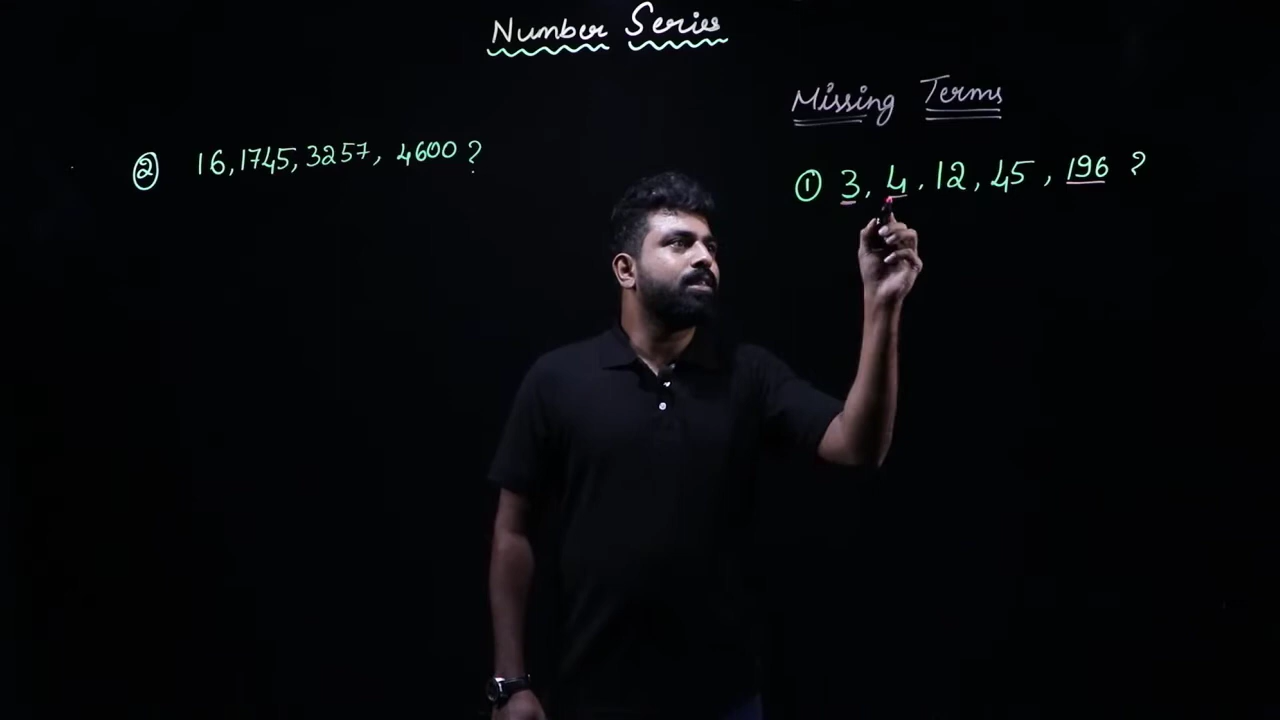 Number Series
Missing Terms
② 16, 1745, 3257, 4600 ?
① 3, 4, 12, 45, 196 ?